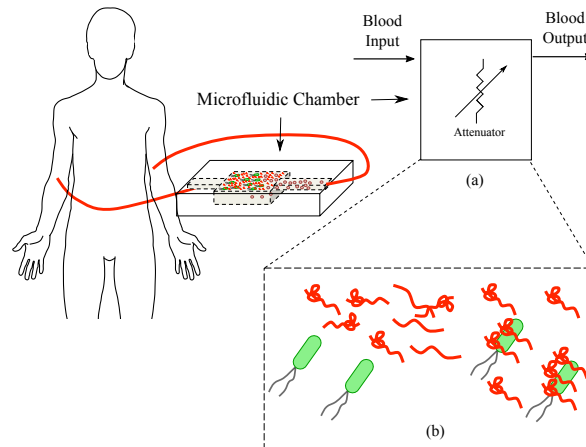 Blood
Input
Blood
Output
Microfluidic Chamber
Attenuator
(a)
(b)